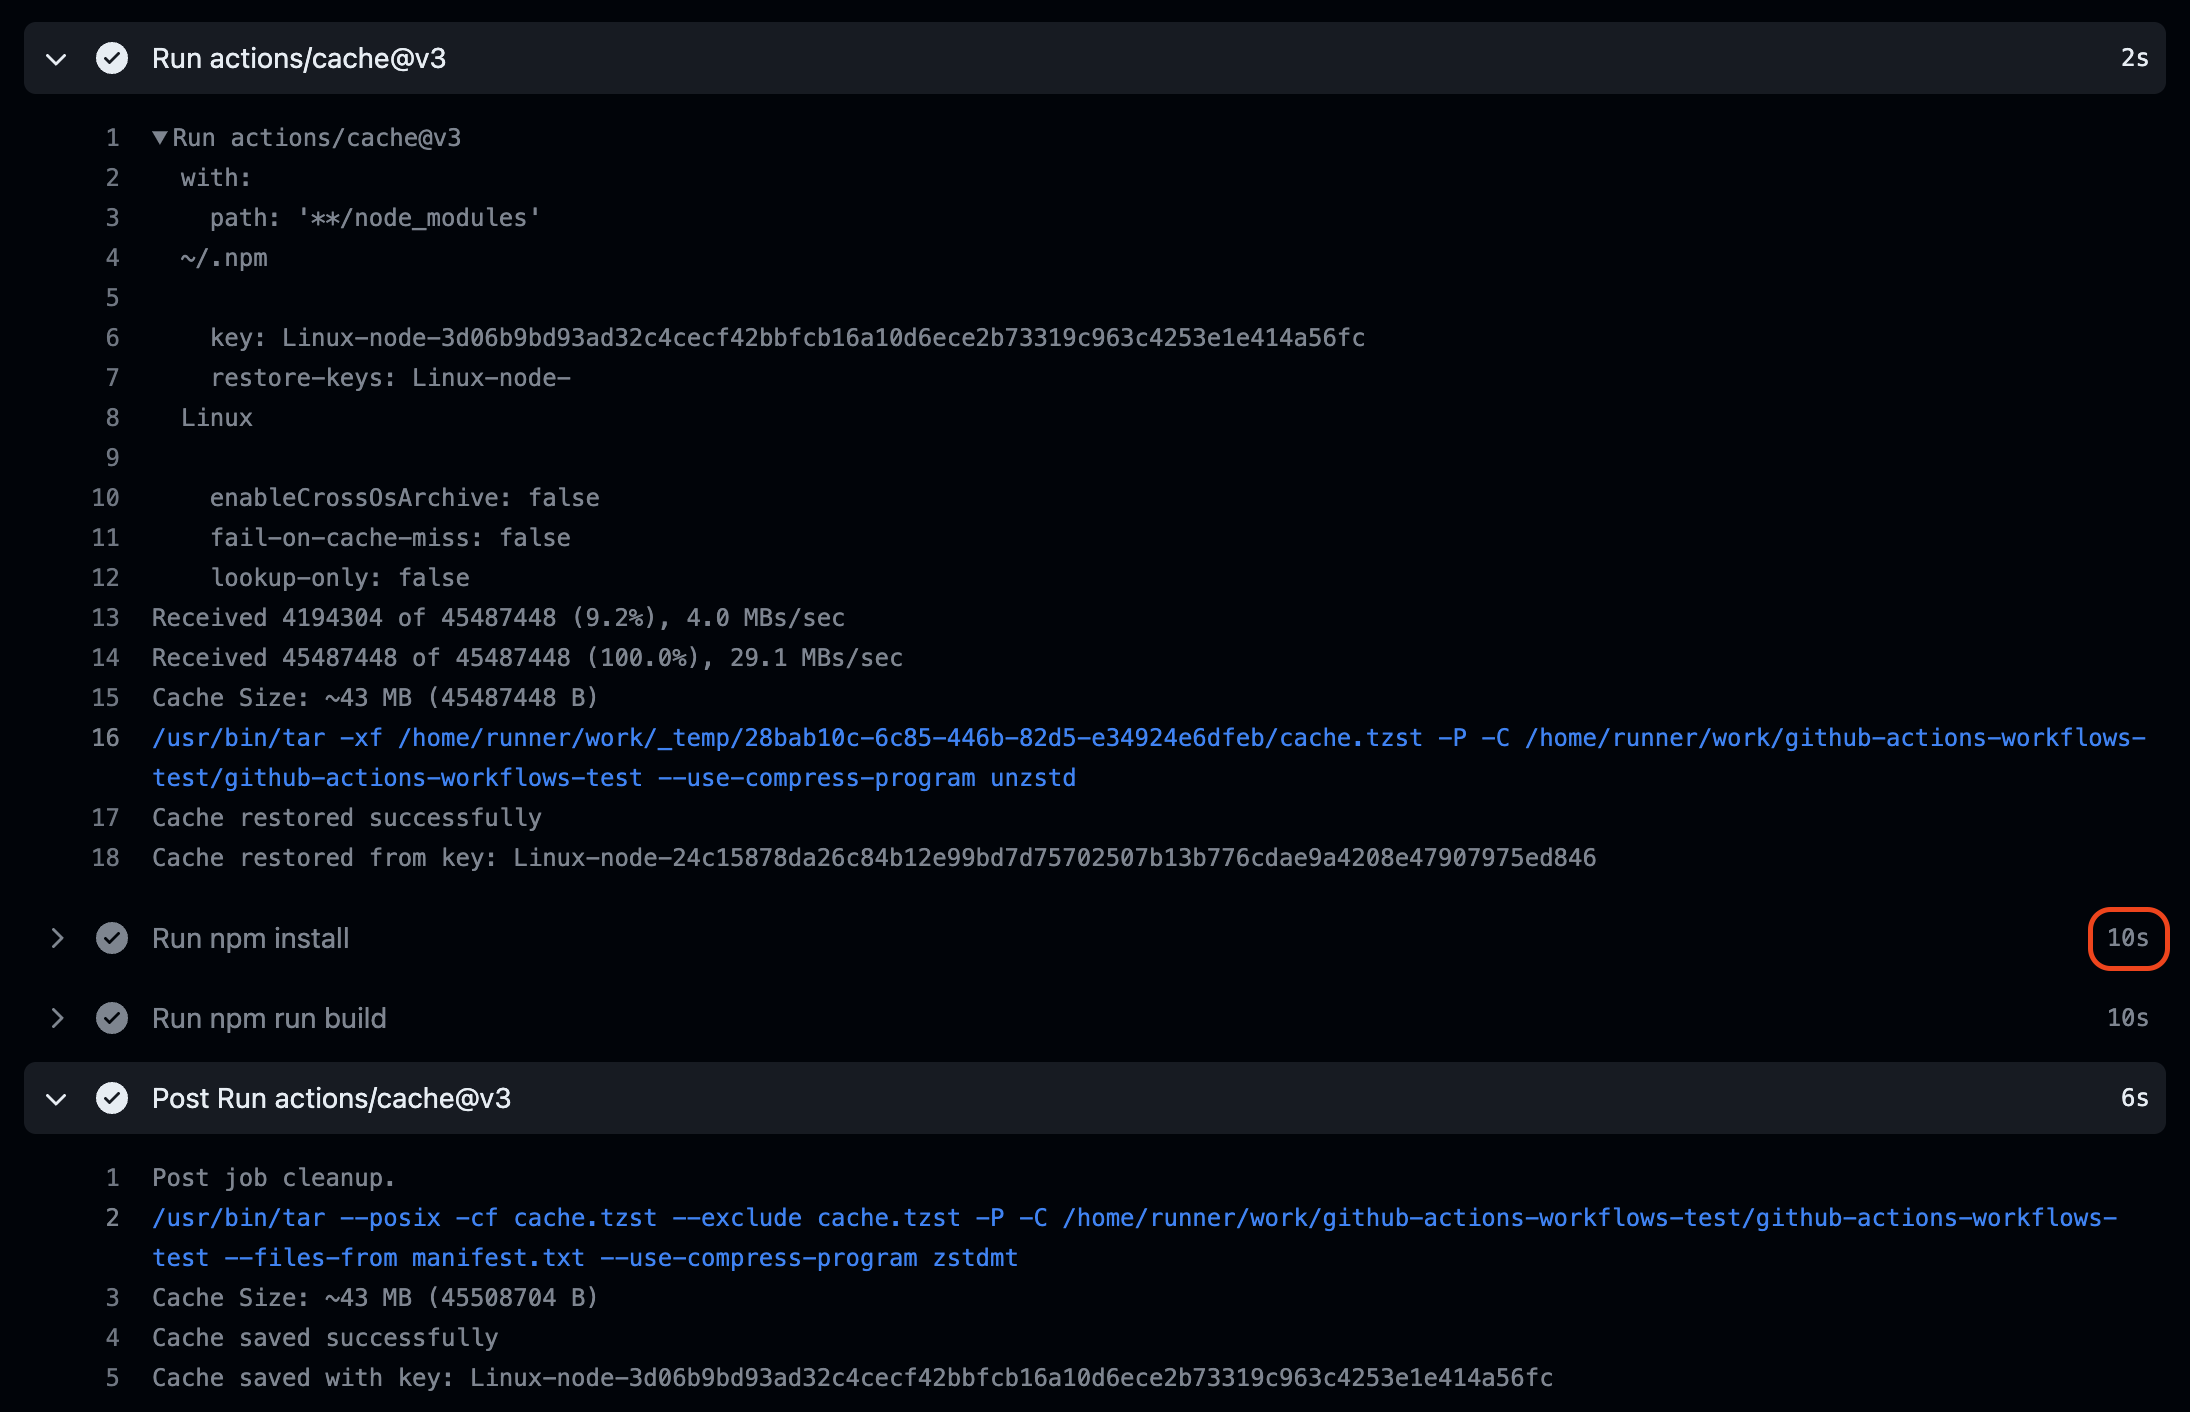 Run actions/cache@v3 2s
1 ▼Run actions/cache@v3
2 with:
3 path: '**/node_modules'
4 ~/.npm
5
6 key: Linux-node-3d06b9bd93ad32c4cecf42bbfcb16a10d6ece2b73319c963c4253e1e414a56fc
7 restore-keys: Linux-node-
8 Linux
9
10 enableCrossOsArchive: false
11 fail-on-cache-miss: false
12 lookup-only: false
13 Received 4194304 of 45487448 (9.2%), 4.0 MBs/sec
14 Received 45487448 of 45487448 (100.0%), 29.1 MBs/sec
15 Cache Size: ~43 MB (45487448 B)
16 /usr/bin/tar -xf /home/runner/work/_temp/28bab10c-6c85-446b-82d5-e34924e6dfeb/cache.tzst -P -C /home/runner/work/github-actions-workflows-
test/github-actions-workflows-test --use-compress-program unzstd
17 Cache restored successfully
18 Cache restored from key: Linux-node-24c15878da26c84b12e99bd7d75702507b13b776cdae9a4208e47907975ed846
Run npm install 10s
Run npm run build 10s
Post Run actions/cache@v3 6s
1 Post job cleanup.
2 /usr/bin/tar --posix -cf cache.tzst --exclude cache.tzst -P -C /home/runner/work/github-actions-workflows-test/github-actions-workflows-
test --files-from manifest.txt --use-compress-program zstdmt
3 Cache Size: ~43 MB (45508704 B)
4 Cache saved successfully
5 Cache saved with key: Linux-node-3d06b9bd93ad32c4cecf42bbfcb16a10d6ece2b73319c963c4253e1e414a56fc